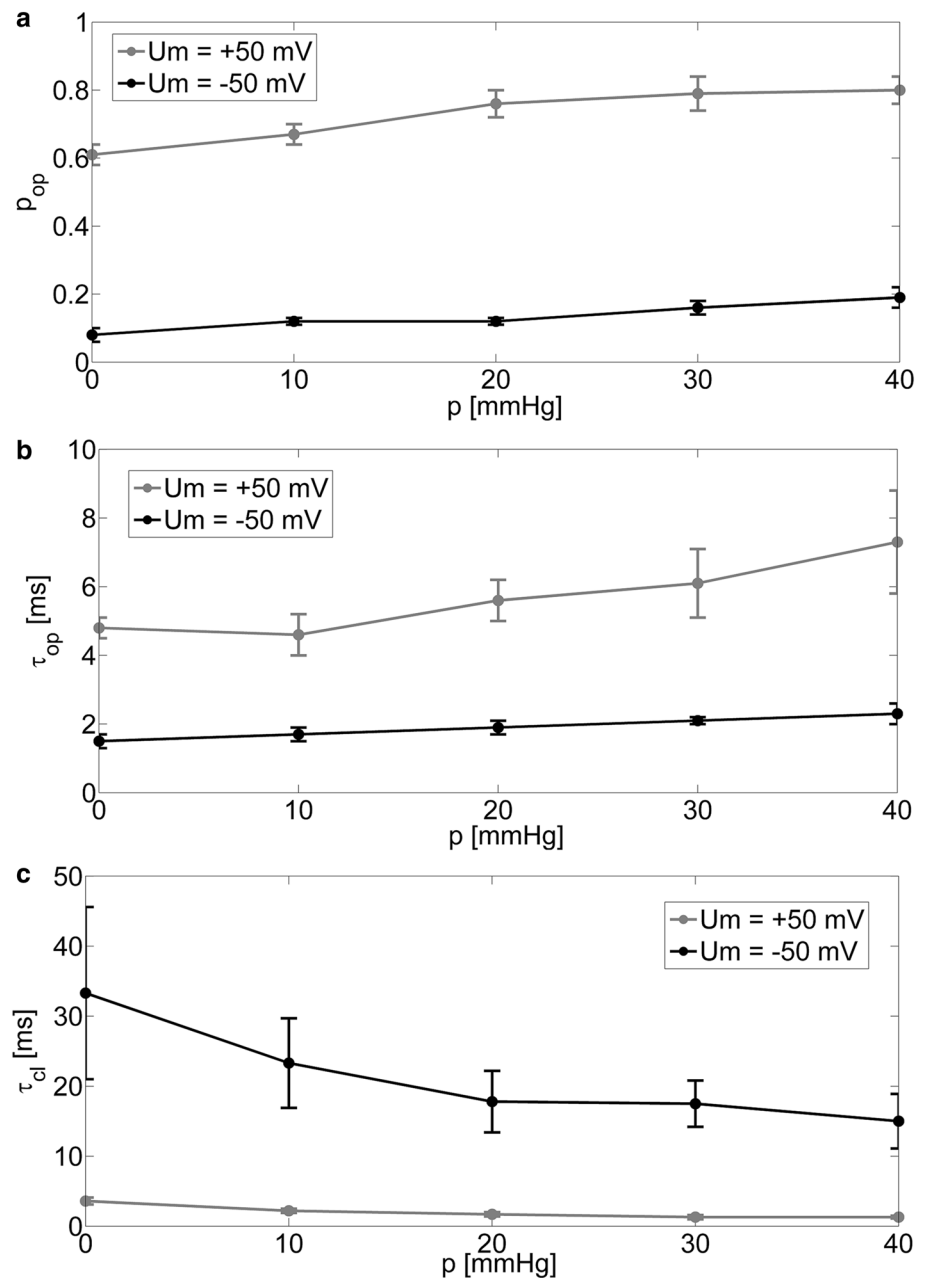 a
1
0.8
0.6
0.4
0.2
0
p_op
Um = +50 mV
Um = -50 mV
0 10 20 30 40
p [mmHg]
b
10
8
6
4
2
0
τ_op [ms]
Um = +50 mV
Um = -50 mV
0 10 20 30 40
p [mmHg]
c
50
40
30
20
10
0
τ_cl [ms]
Um = +50 mV
Um = -50 mV
0 10 20 30 40
p [mmHg]